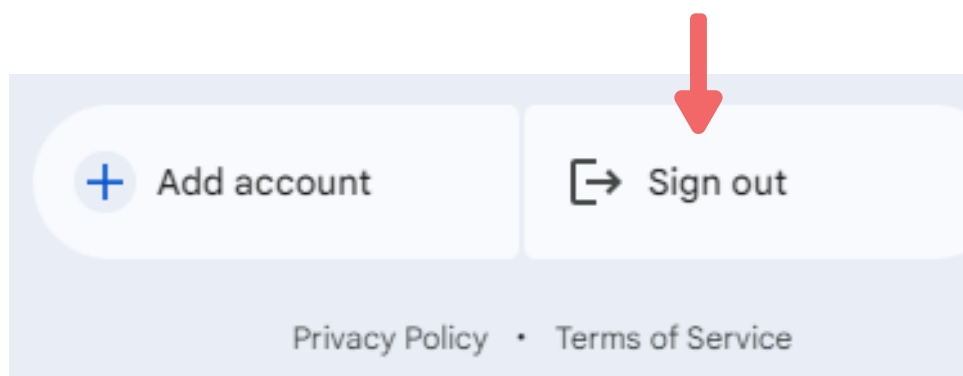 Add account Sign out
Privacy Policy • Terms of Service